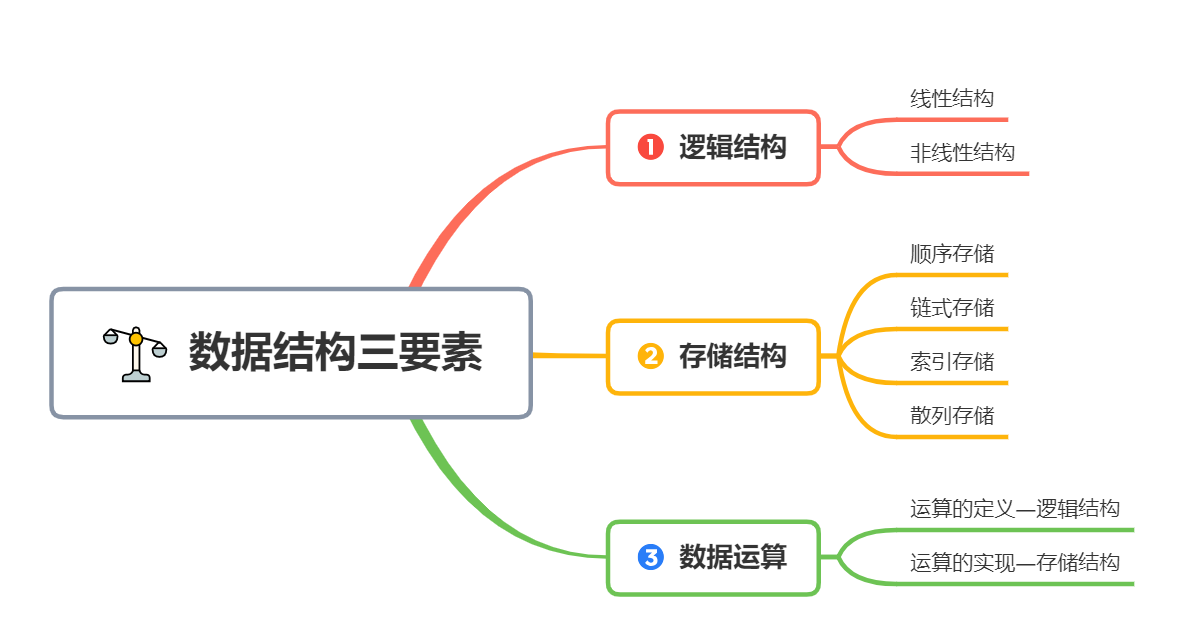 数据结构三要素
1 逻辑结构
线性结构
非线性结构
2 存储结构
顺序存储
链式存储
索引存储
散列存储
3 数据运算
运算的定义—逻辑结构
运算的实现—存储结构